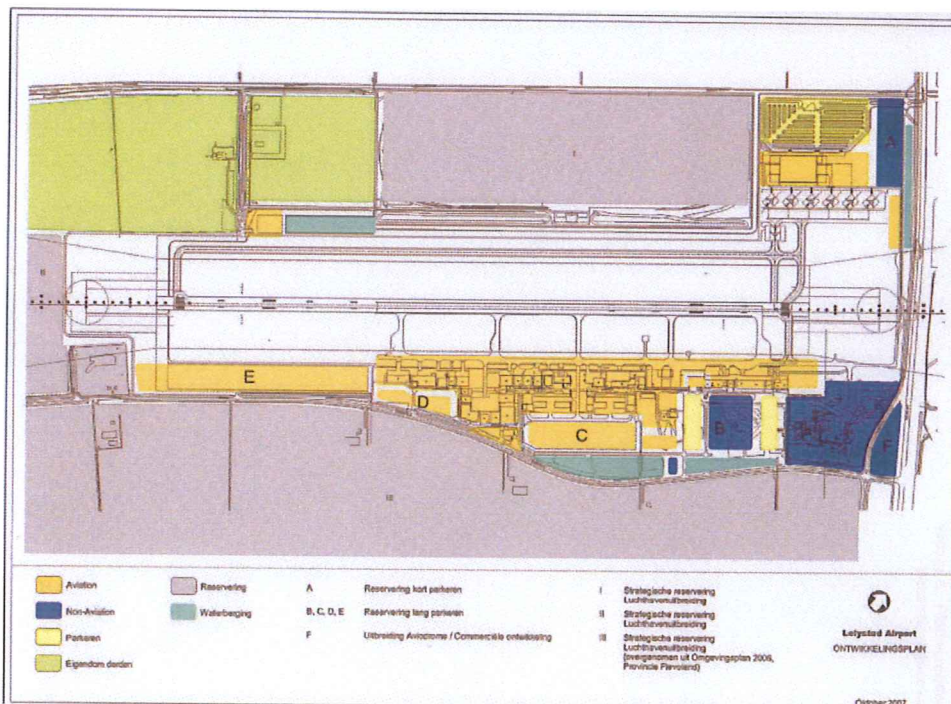 A
I
II
E
D
C
B
F
III
Aviation
Non-Aviation
Parkeren
Eigendom derden
Reservering
Waterberging
A Reservering kort parkeren
B, C, D, E Reservering lang parkeren
F Uitbreiding Aviodrome / Commerciële ontwikkeling
I Strategische reservering
Luchthavenuitbreiding
II Strategische reservering
Luchthavenuitbreiding
III Strategische reservering
Luchthavenuitbreiding
(overgenomen uit Omgevingsplan 2006,
Provincie Flevoland)
Lelystad Airport
ONTWIKKELINGSPLAN
Oktober 2007